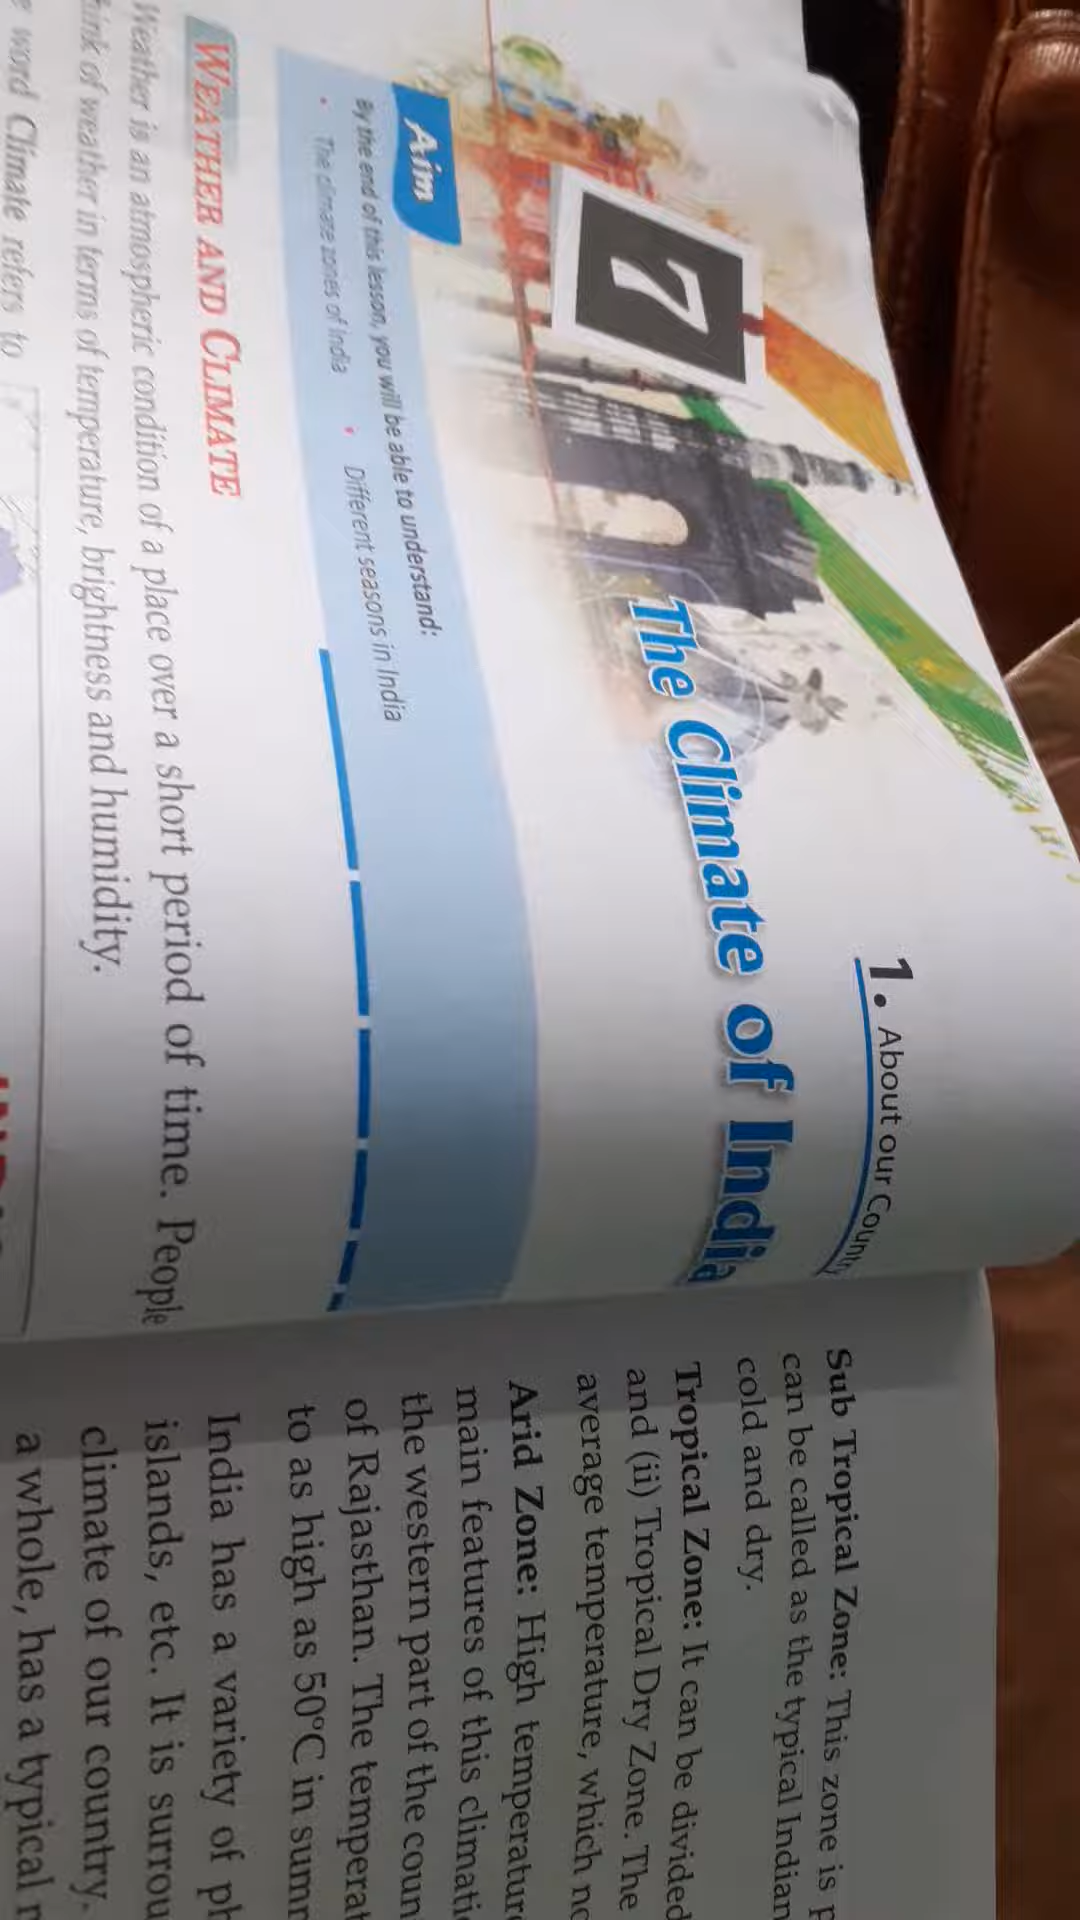 1. About our Country
7
The Climate of India
Aim
By the end of this lesson, you will be able to understand:
• The climate zones of India • Different seasons in India
WEATHER AND CLIMATE
Weather is an atmospheric condition of a place over a short period of time. People
think of weather in terms of temperature, brightness and humidity.
word Climate refers to
Sub Tropical Zone: This zone is
can be called as the typical Indian
cold and dry.
Tropical Zone: It can be divided
and (ii) Tropical Dry Zone. The
average temperature, which
Arid Zone: High temperature
main features of this
the western part of the
of Rajasthan. The
to as high as 50°C in
India has a variety of
islands, etc. It is
climate of our country.
a whole, has a typical